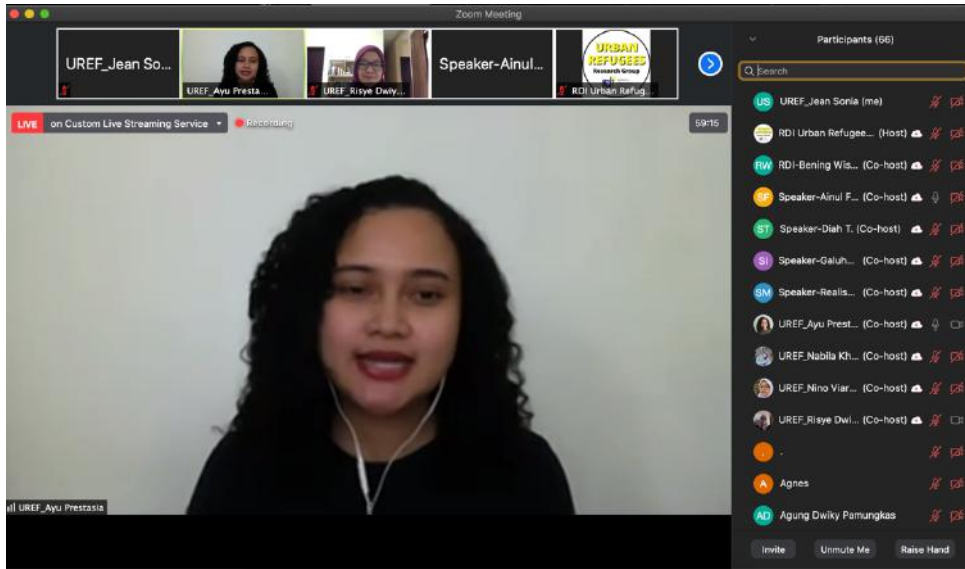 Zoom Meeting
UREF_Jean So...
UREF_Ayu Presta...
UREF_Risye Dwiy...
Speaker-Ainul...
URBAN
REFUGEES
Research Group
RDI Urban Refug...
LIVE on Custom Live Streaming Service
Recording
59:15
UREF_Ayu Prestasia
Participants (66)
Search
US UREF_Jean Sonia (me)
RDI Urban Refugee... (Host)
RW RDI-Bening Wis... (Co-host)
SF Speaker-Ainul F... (Co-host)
ST Speaker-Diah T. (Co-host)
SI Speaker-Galuh... (Co-host)
SM Speaker-Realis... (Co-host)
UREF_Ayu Prest... (Co-host)
UREF_Nabila Kh... (Co-host)
UREF_Nino Viar... (Co-host)
UREF_Risye Dwi... (Co-host)
. .
A Agnes
AD Agung Dwiky Pamungkas
Invite Unmute Me Raise Hand